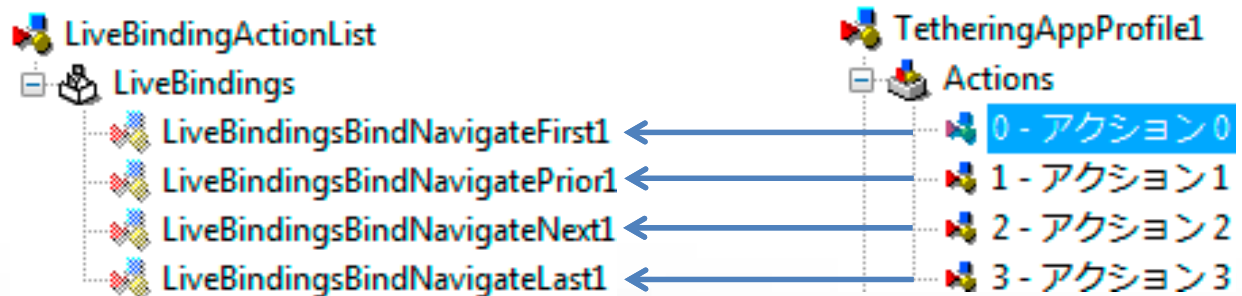 LiveBindingActionList
LiveBindings
LiveBindingsBindNavigateFirst1
LiveBindingsBindNavigatePrior1
LiveBindingsBindNavigateNext1
LiveBindingsBindNavigateLast1
TetheringAppProfile1
Actions
0 - アクション 0
1 - アクション 1
2 - アクション 2
3 - アクション 3